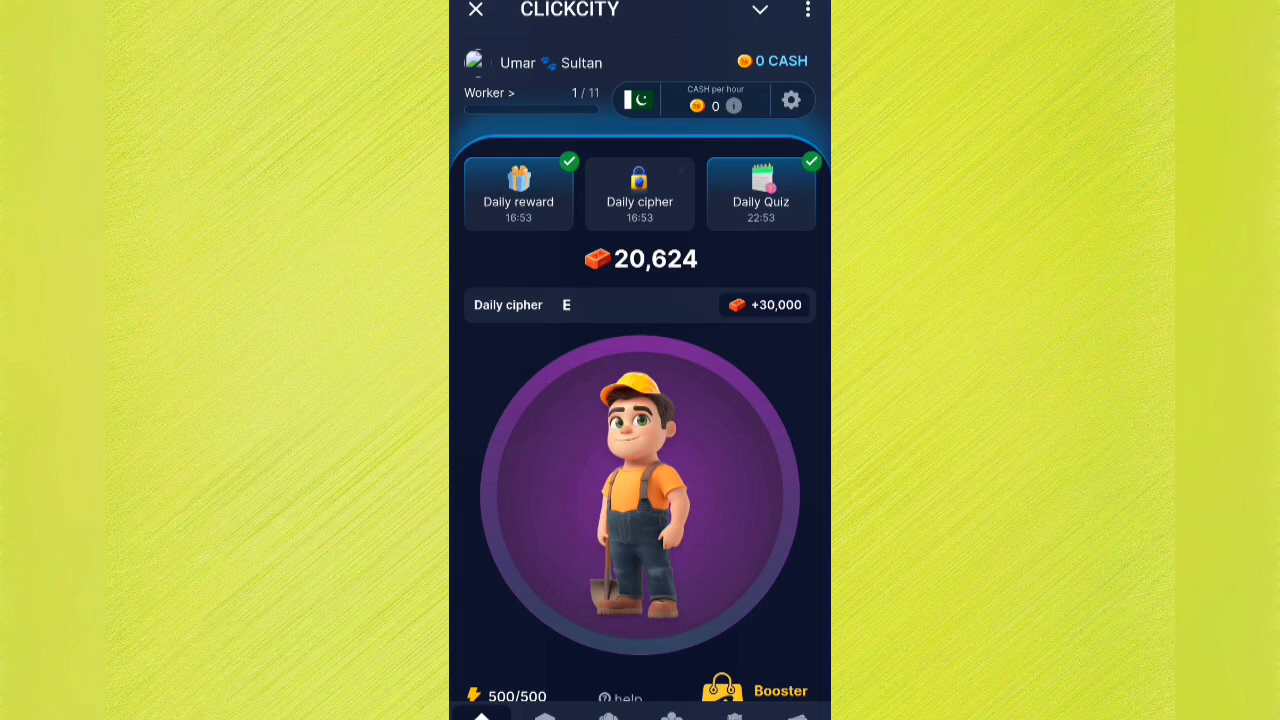 CLICKCITY
Umar 🐾 Sultan
0 CASH
Worker >
1 / 11
CASH per hour
0
Daily reward
16:53
Daily cipher
16:53
Daily Quiz
22:53
20,624
Daily cipher E
+30,000
500/500
help
Booster